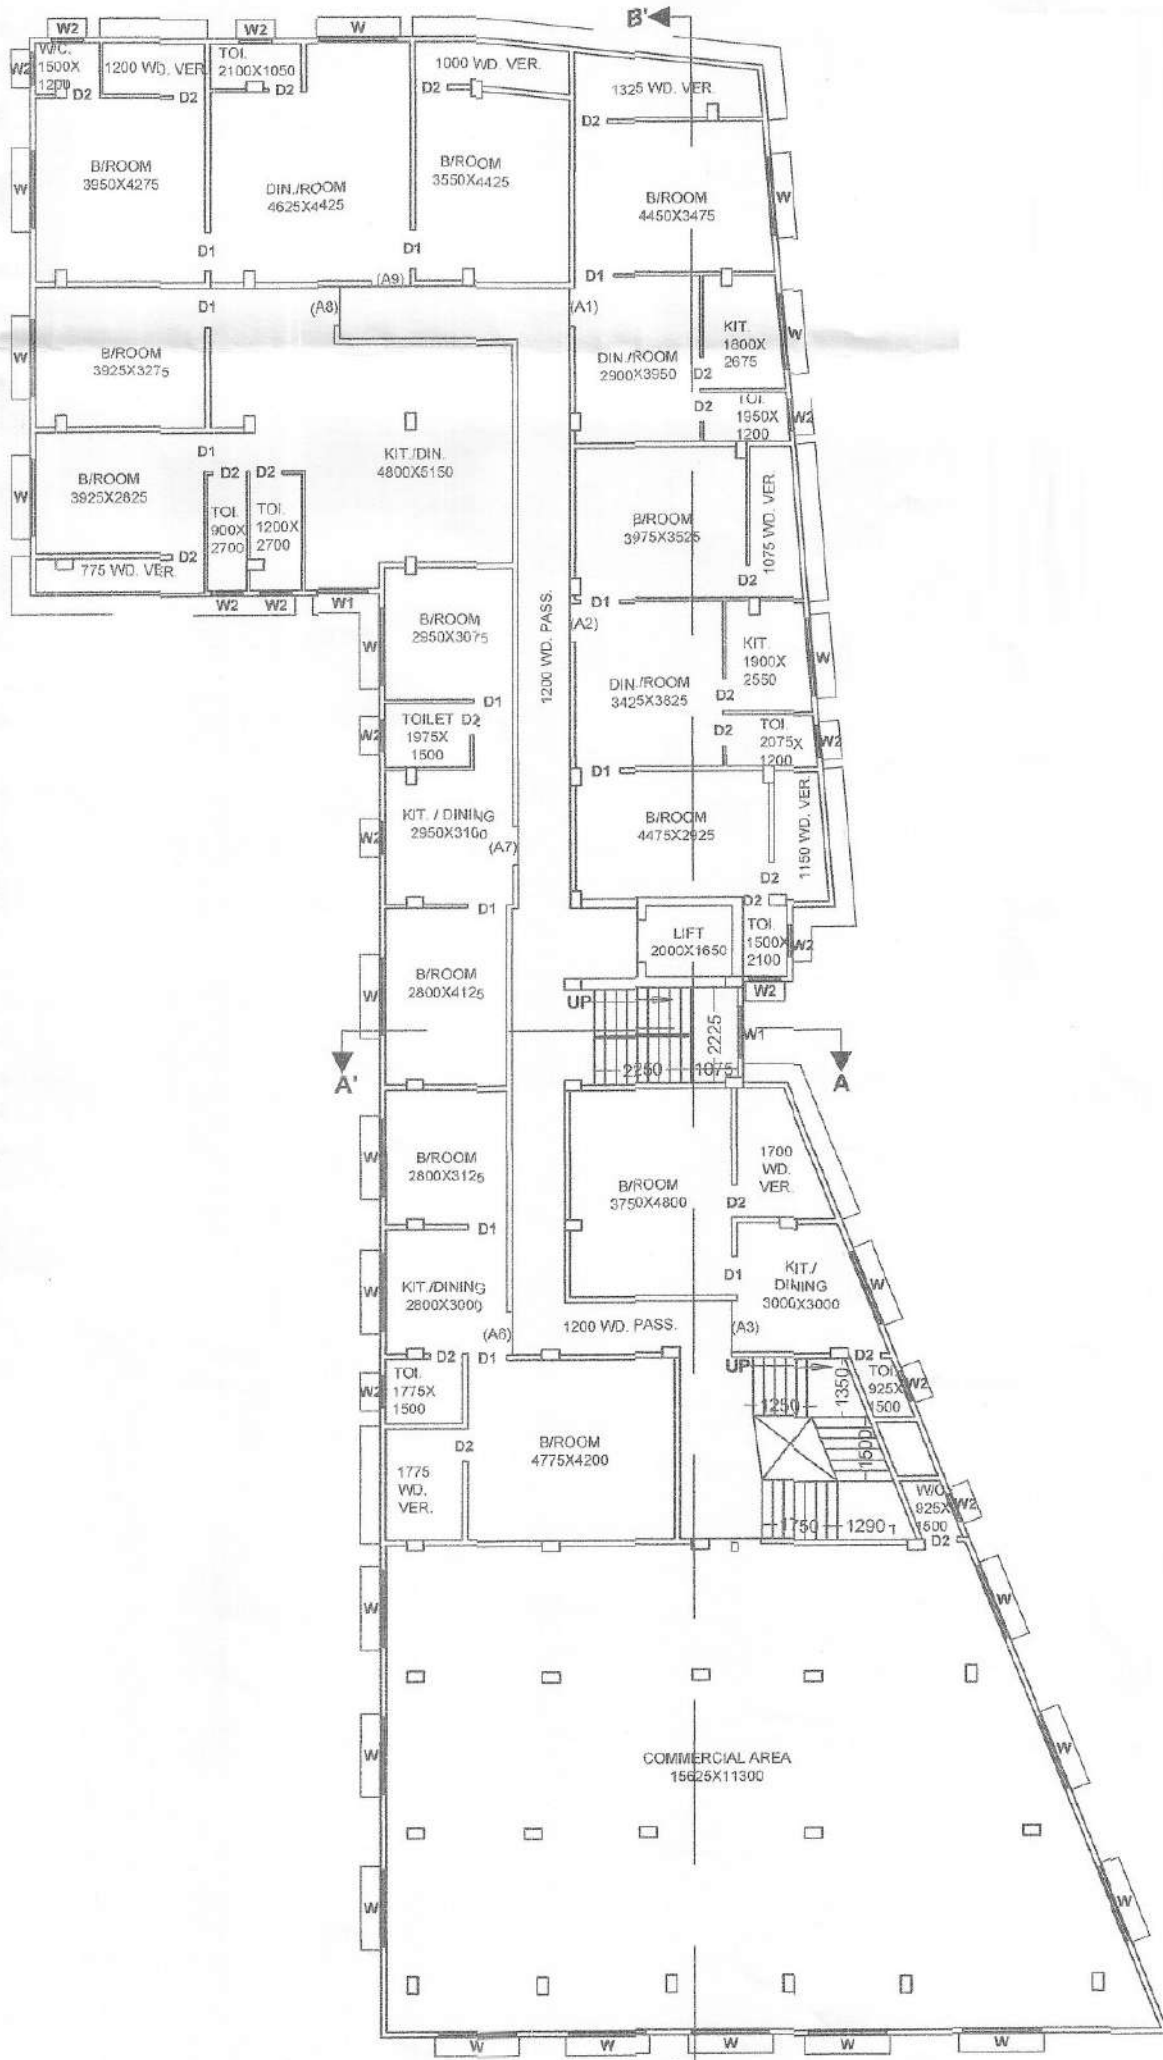 B'
W2
W2
W
W/C.
1500X
1200
W2
1200 WD. VER.
TOI.
2100X1050
1000 WD. VER.
1325 WD. VER.
D2
D2
D2
D2
D2
B/ROOM
3950X4275
W
DIN./ROOM
4625X4425
B/ROOM
3550X4425
B/ROOM
4450X3475
W
D1
D1
D1
(A9)
(A8)
(A1)
D1
B/ROOM
3925X3275
W
KIT.
1800X
2675
W
DIN./ROOM
2900X3950
D2
D2
TOI.
1950X
1200
W2
D1
KIT./DIN.
4800X5150
B/ROOM
3925X2825
W
D2
D2
TOI.
900X
2700
TOI.
1200X
2700
D2
775 WD. VER.
W2
W2
W1
B/ROOM
3975X3525
1075 WD. VER.
D2
D1
(A2)
B/ROOM
2950X3075
W
1200 WD. PASS.
KIT.
1900X
2550
W
DIN./ROOM
3425X3825
D2
D1
TOILET
1975X
1500
D2
W2
D2
TOI.
2075X
1200
W2
D1
KIT. / DINING
2950X3100
W2
(A7)
B/ROOM
4475X2925
1150 WD. VER.
D2
D1
D2
LIFT
2000X1650
TOI.
1500X
2100
W2
W2
B/ROOM
2800X4125
W
UP
2225
W1
2250
1075
A'
A
B/ROOM
2800X3125
W
D1
B/ROOM
3750X4800
1700
WD.
VER.
D2
D1
KIT./DINING
2800X3000
W
(A6)
KIT./
DINING
3000X3000
W
1200 WD. PASS.
(A3)
D2
D1
UP
D2
TOI.
1775X
1500
W2
1250
1350
TOI.
925X
1500
W2
D2
B/ROOM
4775X4200
1500
1775
WD.
VER.
925X
1500
W2
1750
1290
D2
W
W
W
W
COMMERCIAL AREA
15625X11300
W
W
W
W
W
W
W